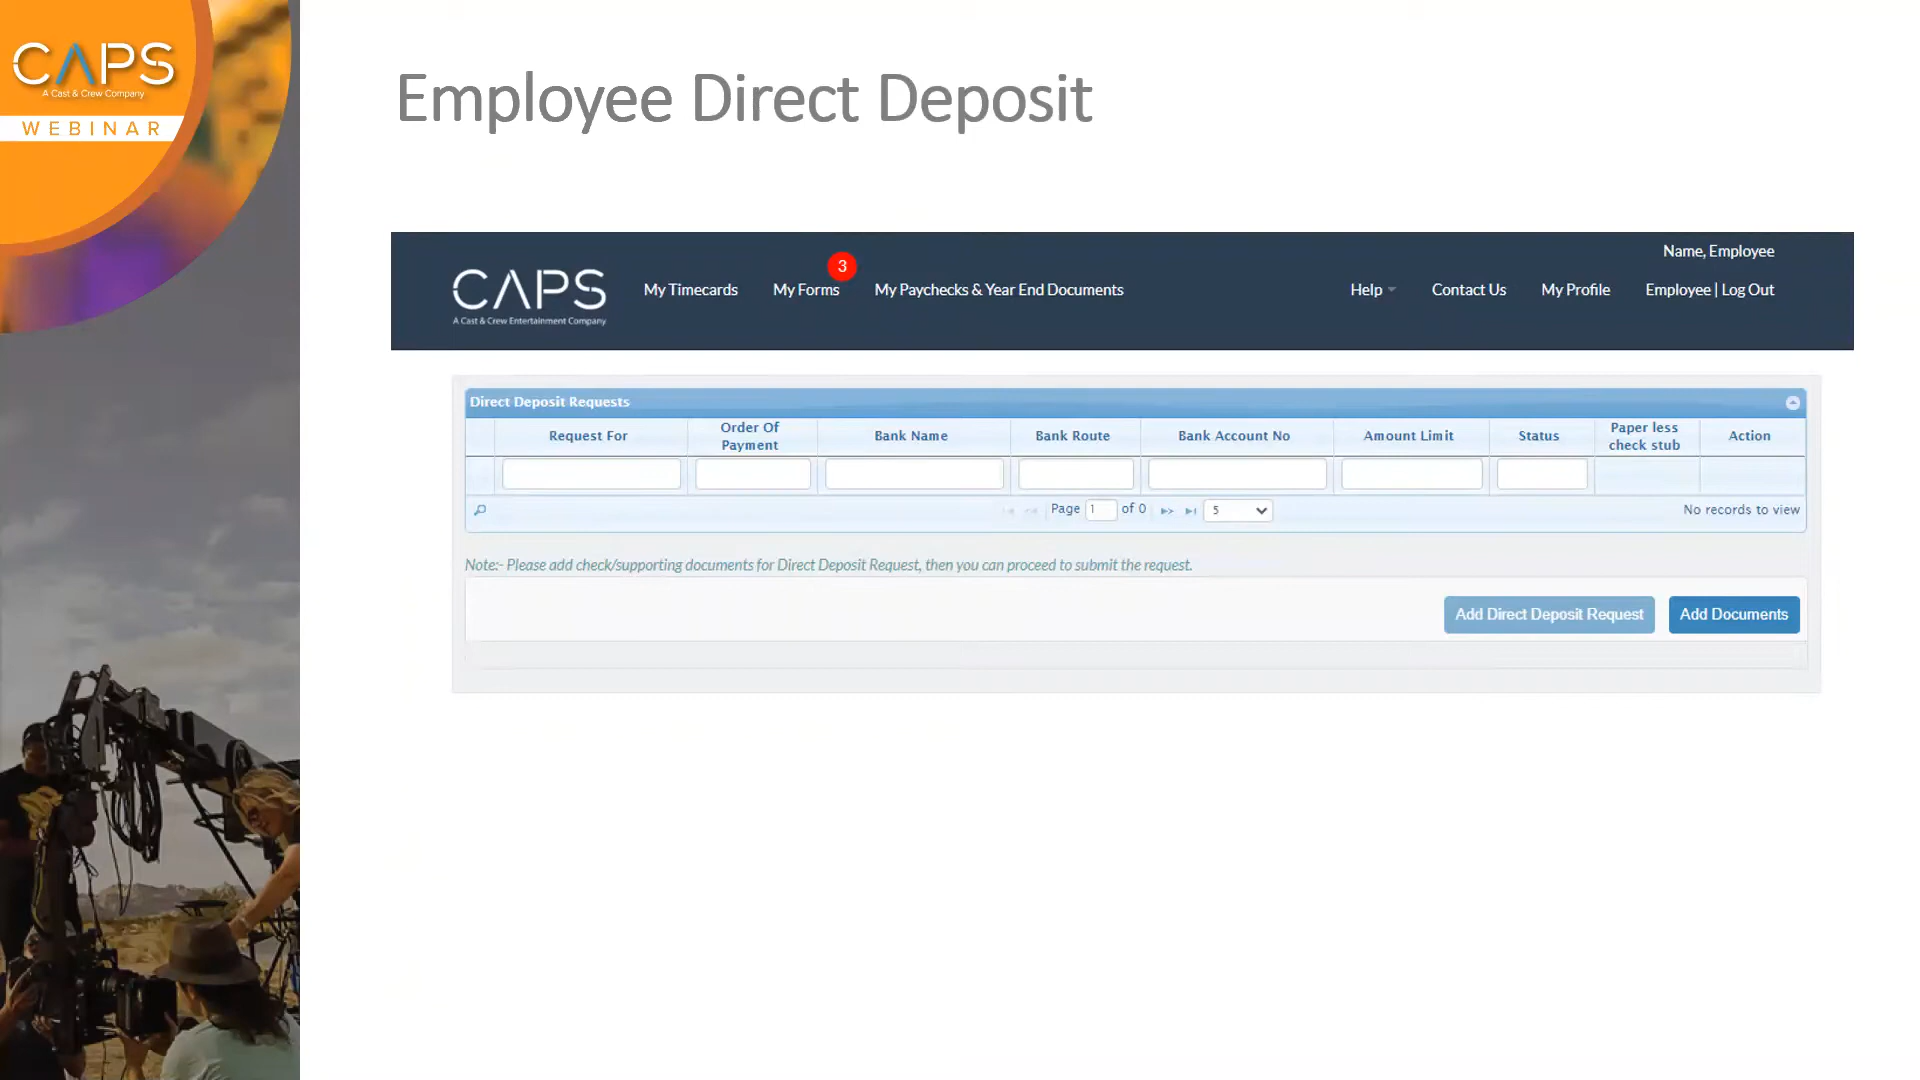 CAPS
A Cast & Crew Company
WEBINAR
Employee Direct Deposit
Name, Employee
CAPS
A Cast & Crew Entertainment Company
My Timecards
My Forms
3
My Paychecks & Year End Documents
Help
Contact Us
My Profile
Employee | Log Out
Direct Deposit Requests
Request For
Order Of
Payment
Bank Name
Bank Route
Bank Account No
Amount Limit
Status
Paper less
check stub
Action
Page 1 of 0
5
No records to view
Note:- Please add check/supporting documents for Direct Deposit Request, then you can proceed to submit the request.
Add Direct Deposit Request
Add Documents